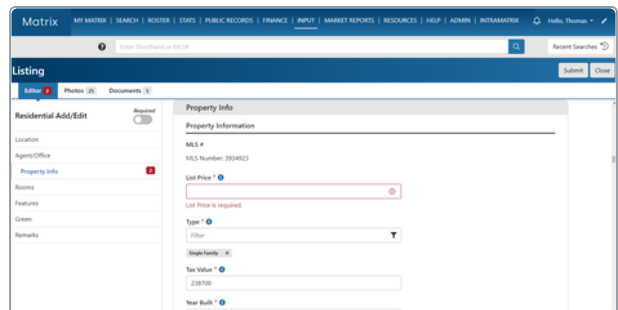 Matrix MY MATRIX | SEARCH | ROSTER | STATS | PUBLIC RECORDS | FINANCE | INPUT | MARKET REPORTS | RESOURCES | HELP | ADMIN | INTRAMATRIX Hello, Thomas
Enter Shorthand or MLS# Recent Searches
Listing Submit Close
Editor 2 Photos 25 Documents 5
Residential Add/Edit Required
Location
Agent/Office
Property Info 2
Rooms
Features
Green
Remarks
Property Info
Property Information
MLS #
MLS Number: 3934923
List Price *
List Price is required.
Type *
Filter
Single Family ×
Tax Value *
238700
Year Built *